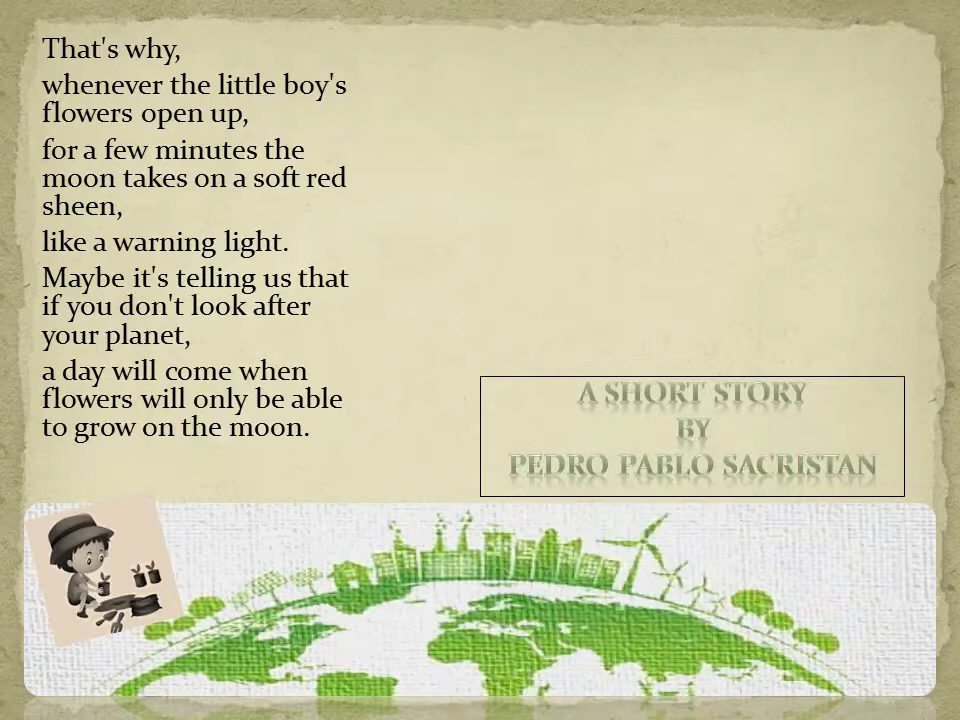 That's why,
whenever the little boy's
flowers open up,
for a few minutes the
moon takes on a soft red
sheen,
like a warning light.
Maybe it's telling us that
if you don't look after
your planet,
a day will come when
flowers will only be able
to grow on the moon.
A SHORT STORY
BY
PEDRO PABLO SACRISTAN